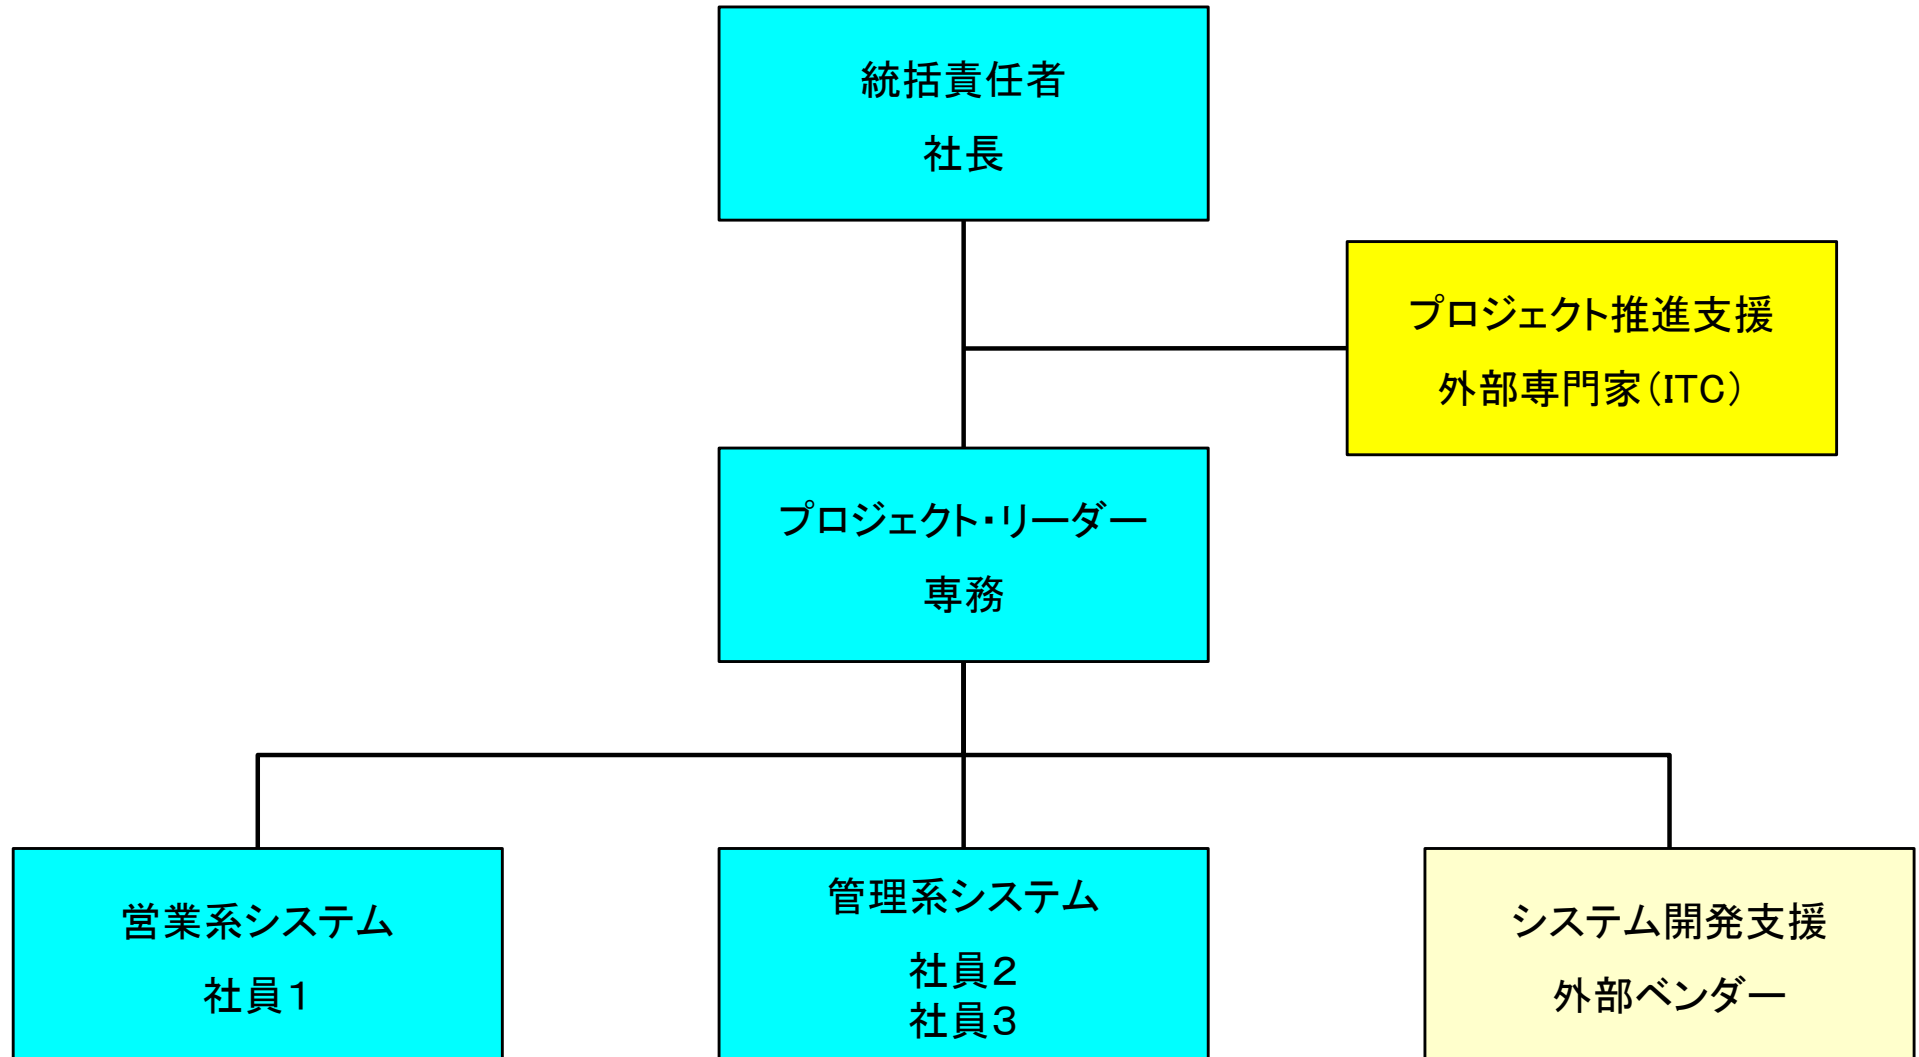 統括責任者
社長
プロジェクト推進支援
外部専門家(ITC)
プロジェクト・リーダー
専務
営業系システム
社員1
管理系システム
社員2
社員3
システム開発支援
外部ベンダー